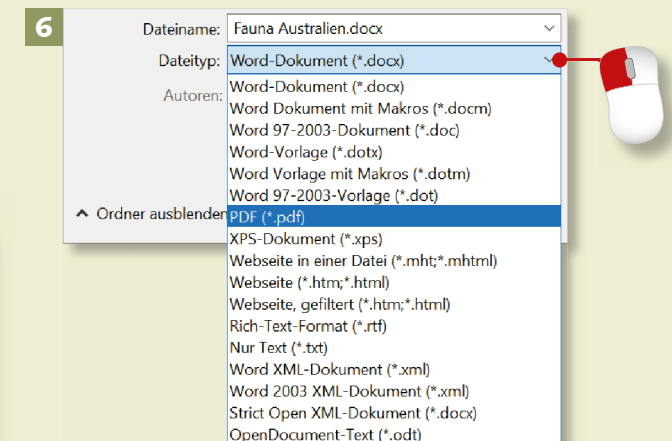 6
Dateiname: Fauna Australien.docx
Dateityp: Word-Dokument (*.docx)
Autoren: Word-Dokument (*.docx)
Word Dokument mit Makros (*.docm)
Word 97-2003-Dokument (*.doc)
Word-Vorlage (*.dotx)
Word Vorlage mit Makros (*.dotm)
Word 97-2003-Vorlage (*.dot)
Ordner ausblenden PDF (*.pdf)
XPS-Dokument (*.xps)
Webseite in einer Datei (*.mht;*.mhtml)
Webseite (*.htm;*.html)
Webseite, gefiltert (*.htm;*.html)
Rich-Text-Format (*.rtf)
Nur Text (*.txt)
Word XML-Dokument (*.xml)
Word 2003 XML-Dokument (*.xml)
Strict Open XML-Dokument (*.docx)
OpenDocument-Text (*.odt)